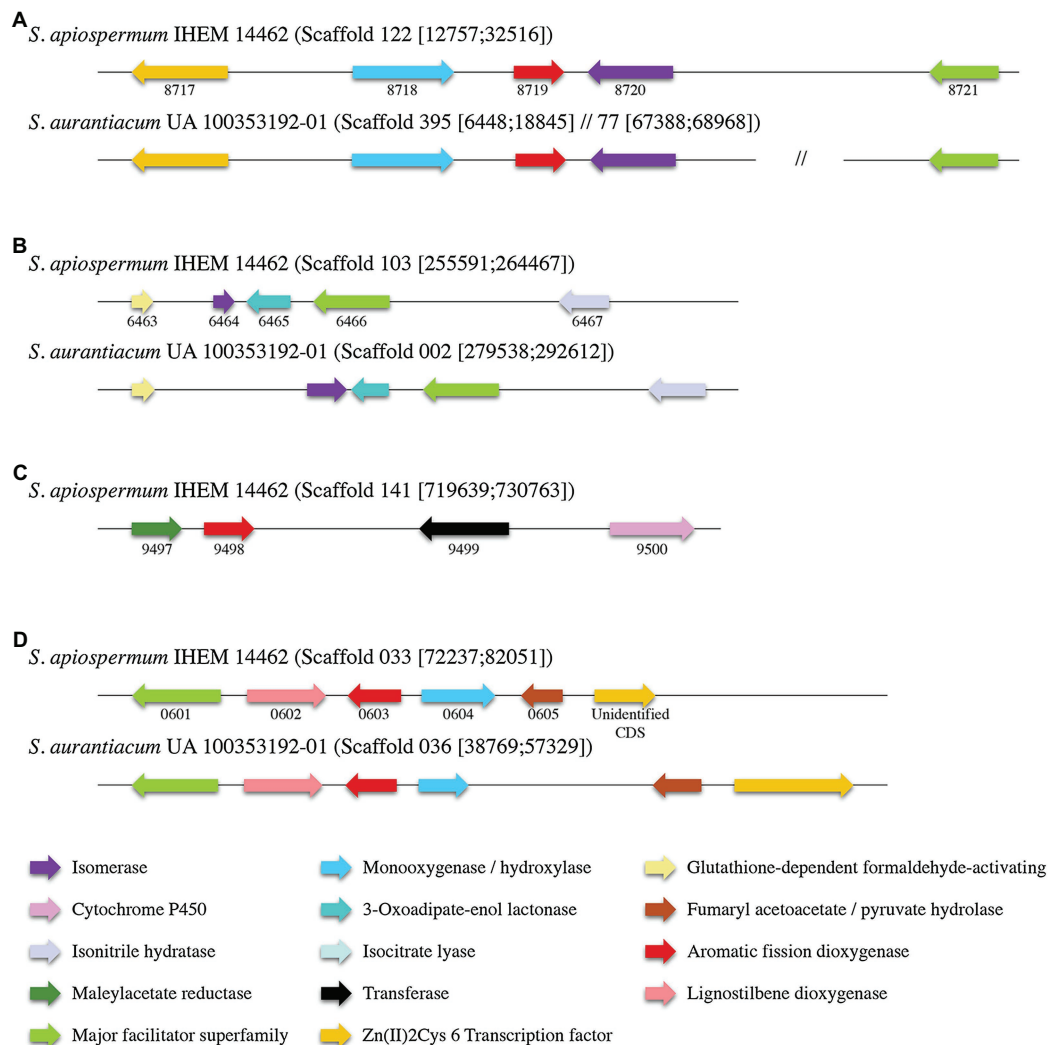 A
S. apiospermum IHEM 14462 (Scaffold 122 [12757;32516])
8717 8718 8719 8720 8721
S. aurantiacum UA 100353192-01 (Scaffold 395 [6448;18845] // 77 [67388;68968])
//
B
S. apiospermum IHEM 14462 (Scaffold 103 [255591;264467])
6463 6464 6465 6466 6467
S. aurantiacum UA 100353192-01 (Scaffold 002 [279538;292612])
C
S. apiospermum IHEM 14462 (Scaffold 141 [719639;730763])
9497 9498 9499 9500
D
S. apiospermum IHEM 14462 (Scaffold 033 [72237;82051])
0601 0602 0603 0604 0605 Unidentified
CDS
S. aurantiacum UA 100353192-01 (Scaffold 036 [38769;57329])
Isomerase
Cytochrome P450
Isonitrile hydratase
Maleylacetate reductase
Major facilitator superfamily
Monooxygenase / hydroxylase
3-Oxoadipate-enol lactonase
Isocitrate lyase
Transferase
Zn(II)2Cys 6 Transcription factor
Glutathione-dependent formaldehyde-activating
Fumaryl acetoacetate / pyruvate hydrolase
Aromatic fission dioxygenase
Lignostilbene dioxygenase